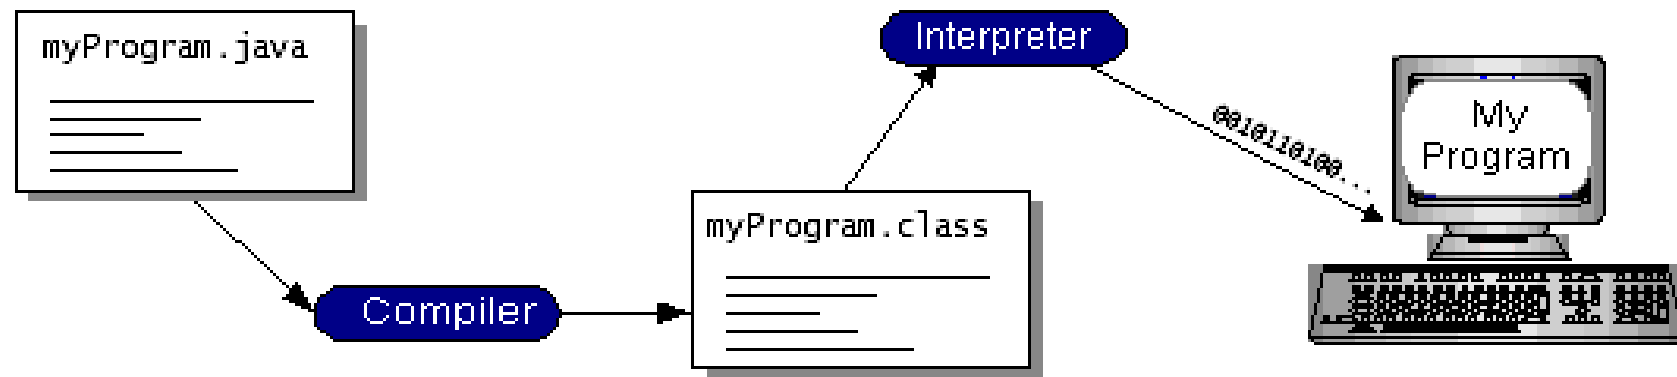 myProgram.java
Compiler
myProgram.class
Interpreter
0010110100...
My
Program